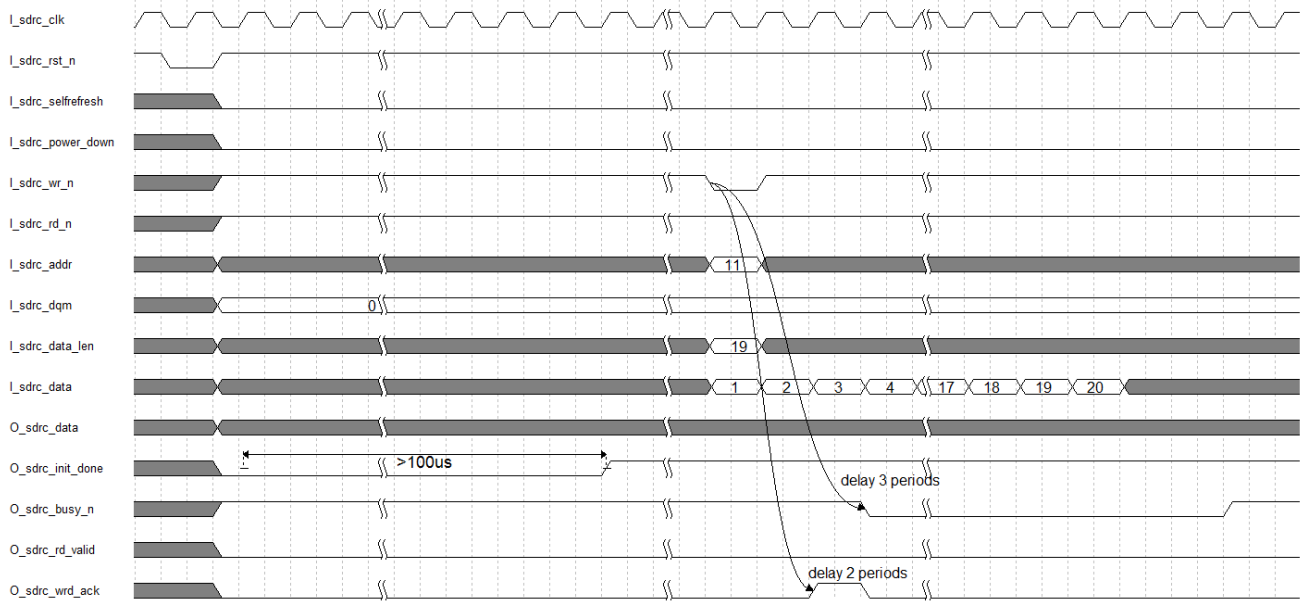 I_sdrc_clk
I_sdrc_rst_n
I_sdrc_selfrefresh
I_sdrc_power_down
I_sdrc_wr_n
I_sdrc_rd_n
I_sdrc_addr 11
I_sdrc_dqm 0
I_sdrc_data_len 19
I_sdrc_data 1 2 3 4 17 18 19 20
O_sdrc_data
O_sdrc_init_done >100us
delay 3 periods
O_sdrc_busy_n
O_sdrc_rd_valid
delay 2 periods
O_sdrc_wrd_ack